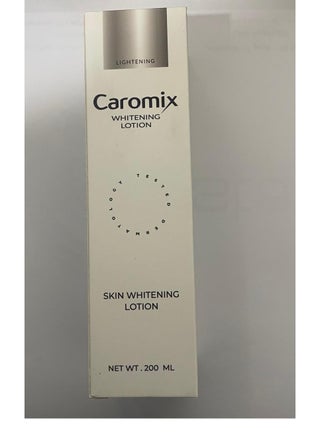 LIGHTENING
Caromix
WHITENING
LOTION
DERMATOLOGY TESTED
SKIN WHITENING
LOTION
NET WT . 200 ML